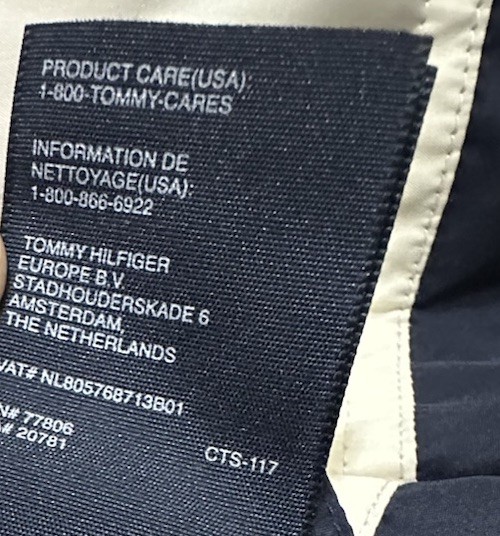 PRODUCT CARE(USA):
1-800-TOMMY-CARES
INFORMATION DE
NETTOYAGE(USA):
1-800-866-6922
TOMMY HILFIGER
EUROPE B.V.
STADHOUDERSKADE 6
AMSTERDAM,
THE NETHERLANDS
VAT# NL805768713B01
N# 77806
# 20781
CTS-117